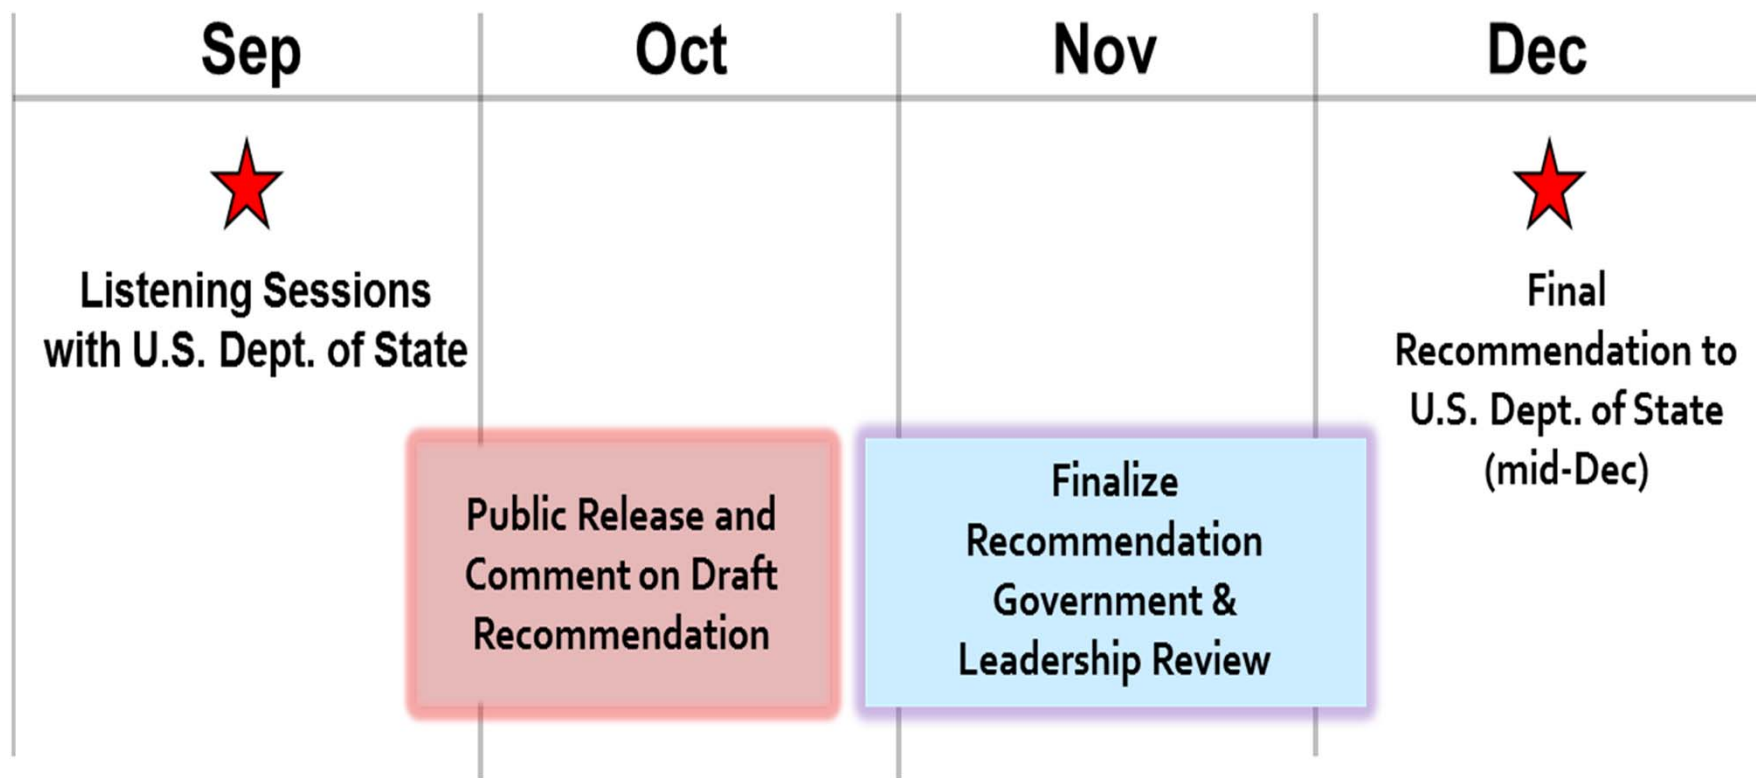 Sep
Oct
Nov
Dec
Listening Sessions
with U.S. Dept. of State
Public Release and
Comment on Draft
Recommendation
Finalize
Recommendation
Government &
Leadership Review
Final
Recommendation to
U.S. Dept. of State
(mid-Dec)